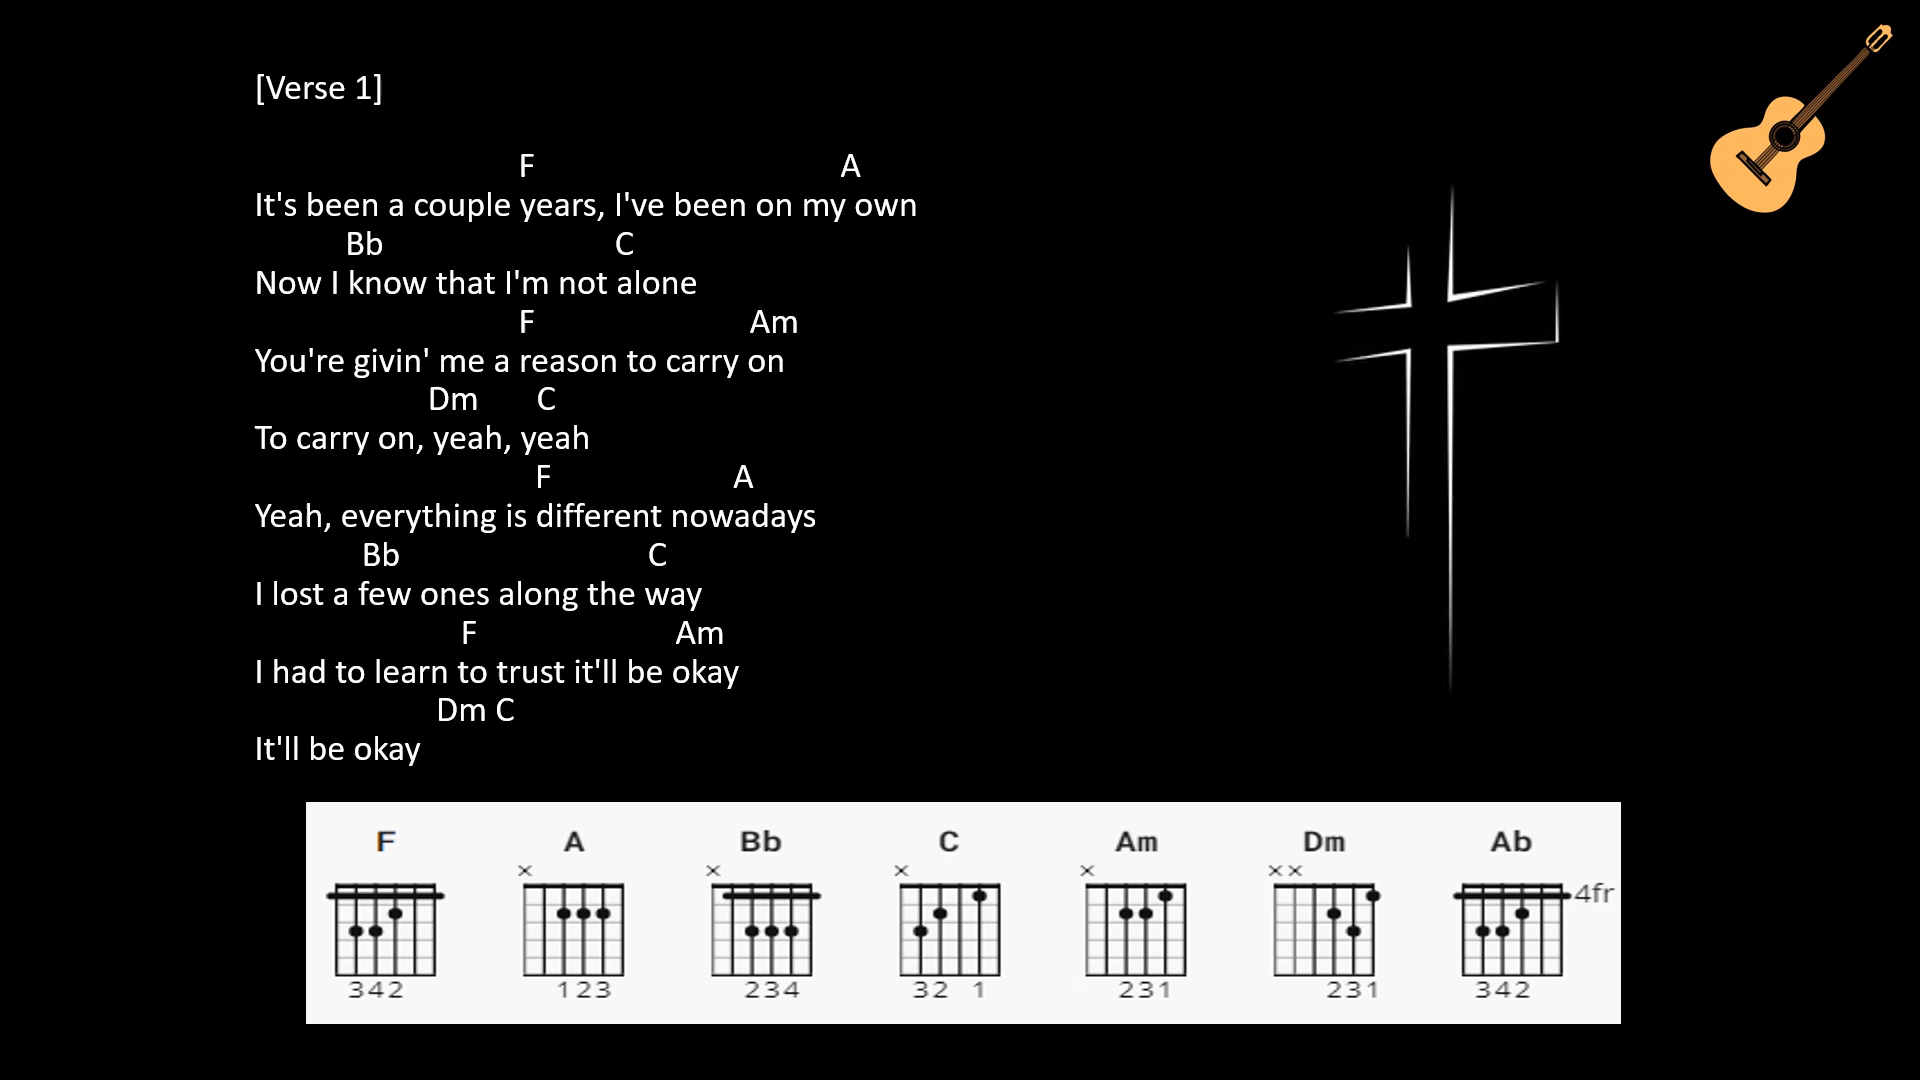 [Verse 1]
F A
It's been a couple years, I've been on my own
Bb C
Now I know that I'm not alone
F Am
You're givin' me a reason to carry on
Dm C
To carry on, yeah, yeah
F A
Yeah, everything is different nowadays
Bb C
I lost a few ones along the way
F Am
I had to learn to trust it'll be okay
Dm C
It'll be okay
F A Bb C Am Dm Ab
x x x x xx
4fr
342 123 234 32 1 231 231 342